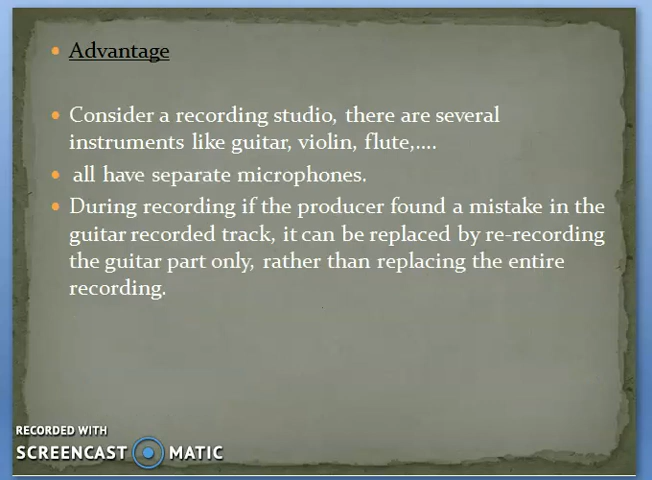 Advantage
Consider a recording studio, there are several
instruments like guitar, violin, flute,....
all have separate microphones.
During recording if the producer found a mistake in the
guitar recorded track, it can be replaced by re-recording
the guitar part only, rather than replacing the entire
recording.
RECORDED WITH
SCREENCAST MATIC